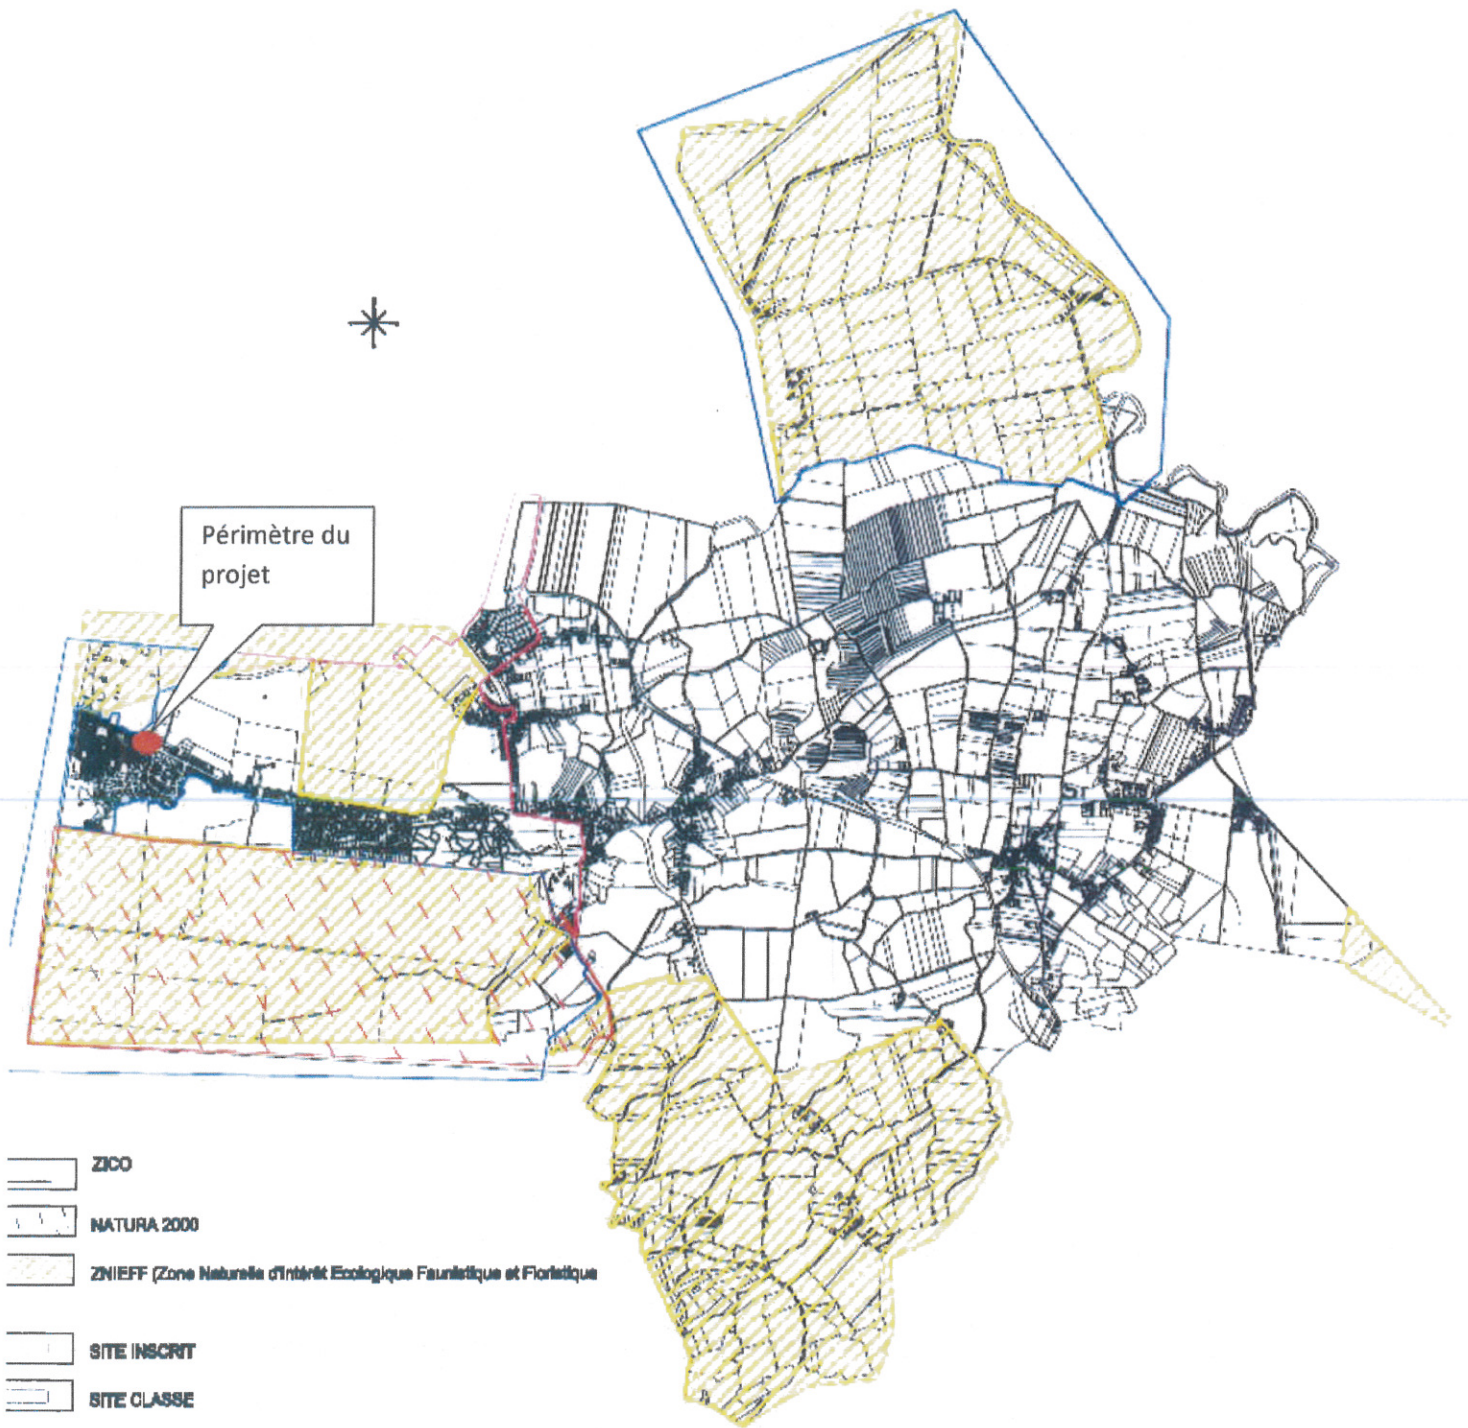 Périmètre du
projet
ZICO
NATURA 2000
ZNIEFF (Zone Naturelle d'Intérêt Ecologique Faunistique et Floristique
SITE INSCRIT
SITE CLASSE